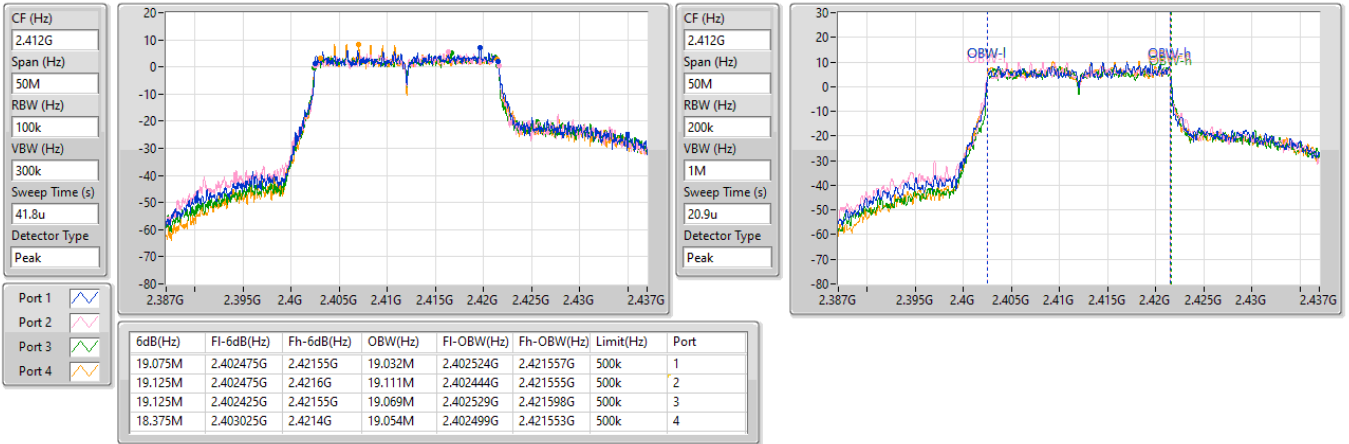 CF (Hz)
2.412G
Span (Hz)
50M
RBW (Hz)
100k
VBW (Hz)
300k
Sweep Time (s)
41.8u
Detector Type
Peak
20
10
0
-10
-20
-30
-40
-50
-60
-70
-80
2.387G 2.395G 2.4G 2.405G 2.41G 2.415G 2.42G 2.425G 2.43G 2.437G
CF (Hz)
2.412G
Span (Hz)
50M
RBW (Hz)
200k
VBW (Hz)
1M
Sweep Time (s)
20.9u
Detector Type
Peak
30
20
10
0
-10
-20
-30
-40
-50
-60
-70
-80
OBW-l
OBW-h
2.387G 2.395G 2.4G 2.405G 2.41G 2.415G 2.42G 2.425G 2.43G 2.437G
Port 1
Port 2
Port 3
Port 4
6dB(Hz) Fl-6dB(Hz) Fh-6dB(Hz) OBW(Hz) Fl-OBW(Hz) Fh-OBW(Hz) Limit(Hz) Port
19.075M 2.402475G 2.42155G 19.032M 2.402524G 2.421557G 500k 1
19.125M 2.402475G 2.4216G 19.111M 2.402444G 2.421555G 500k 2
19.125M 2.402425G 2.42155G 19.069M 2.402529G 2.421598G 500k 3
18.375M 2.403025G 2.4214G 19.054M 2.402499G 2.421553G 500k 4